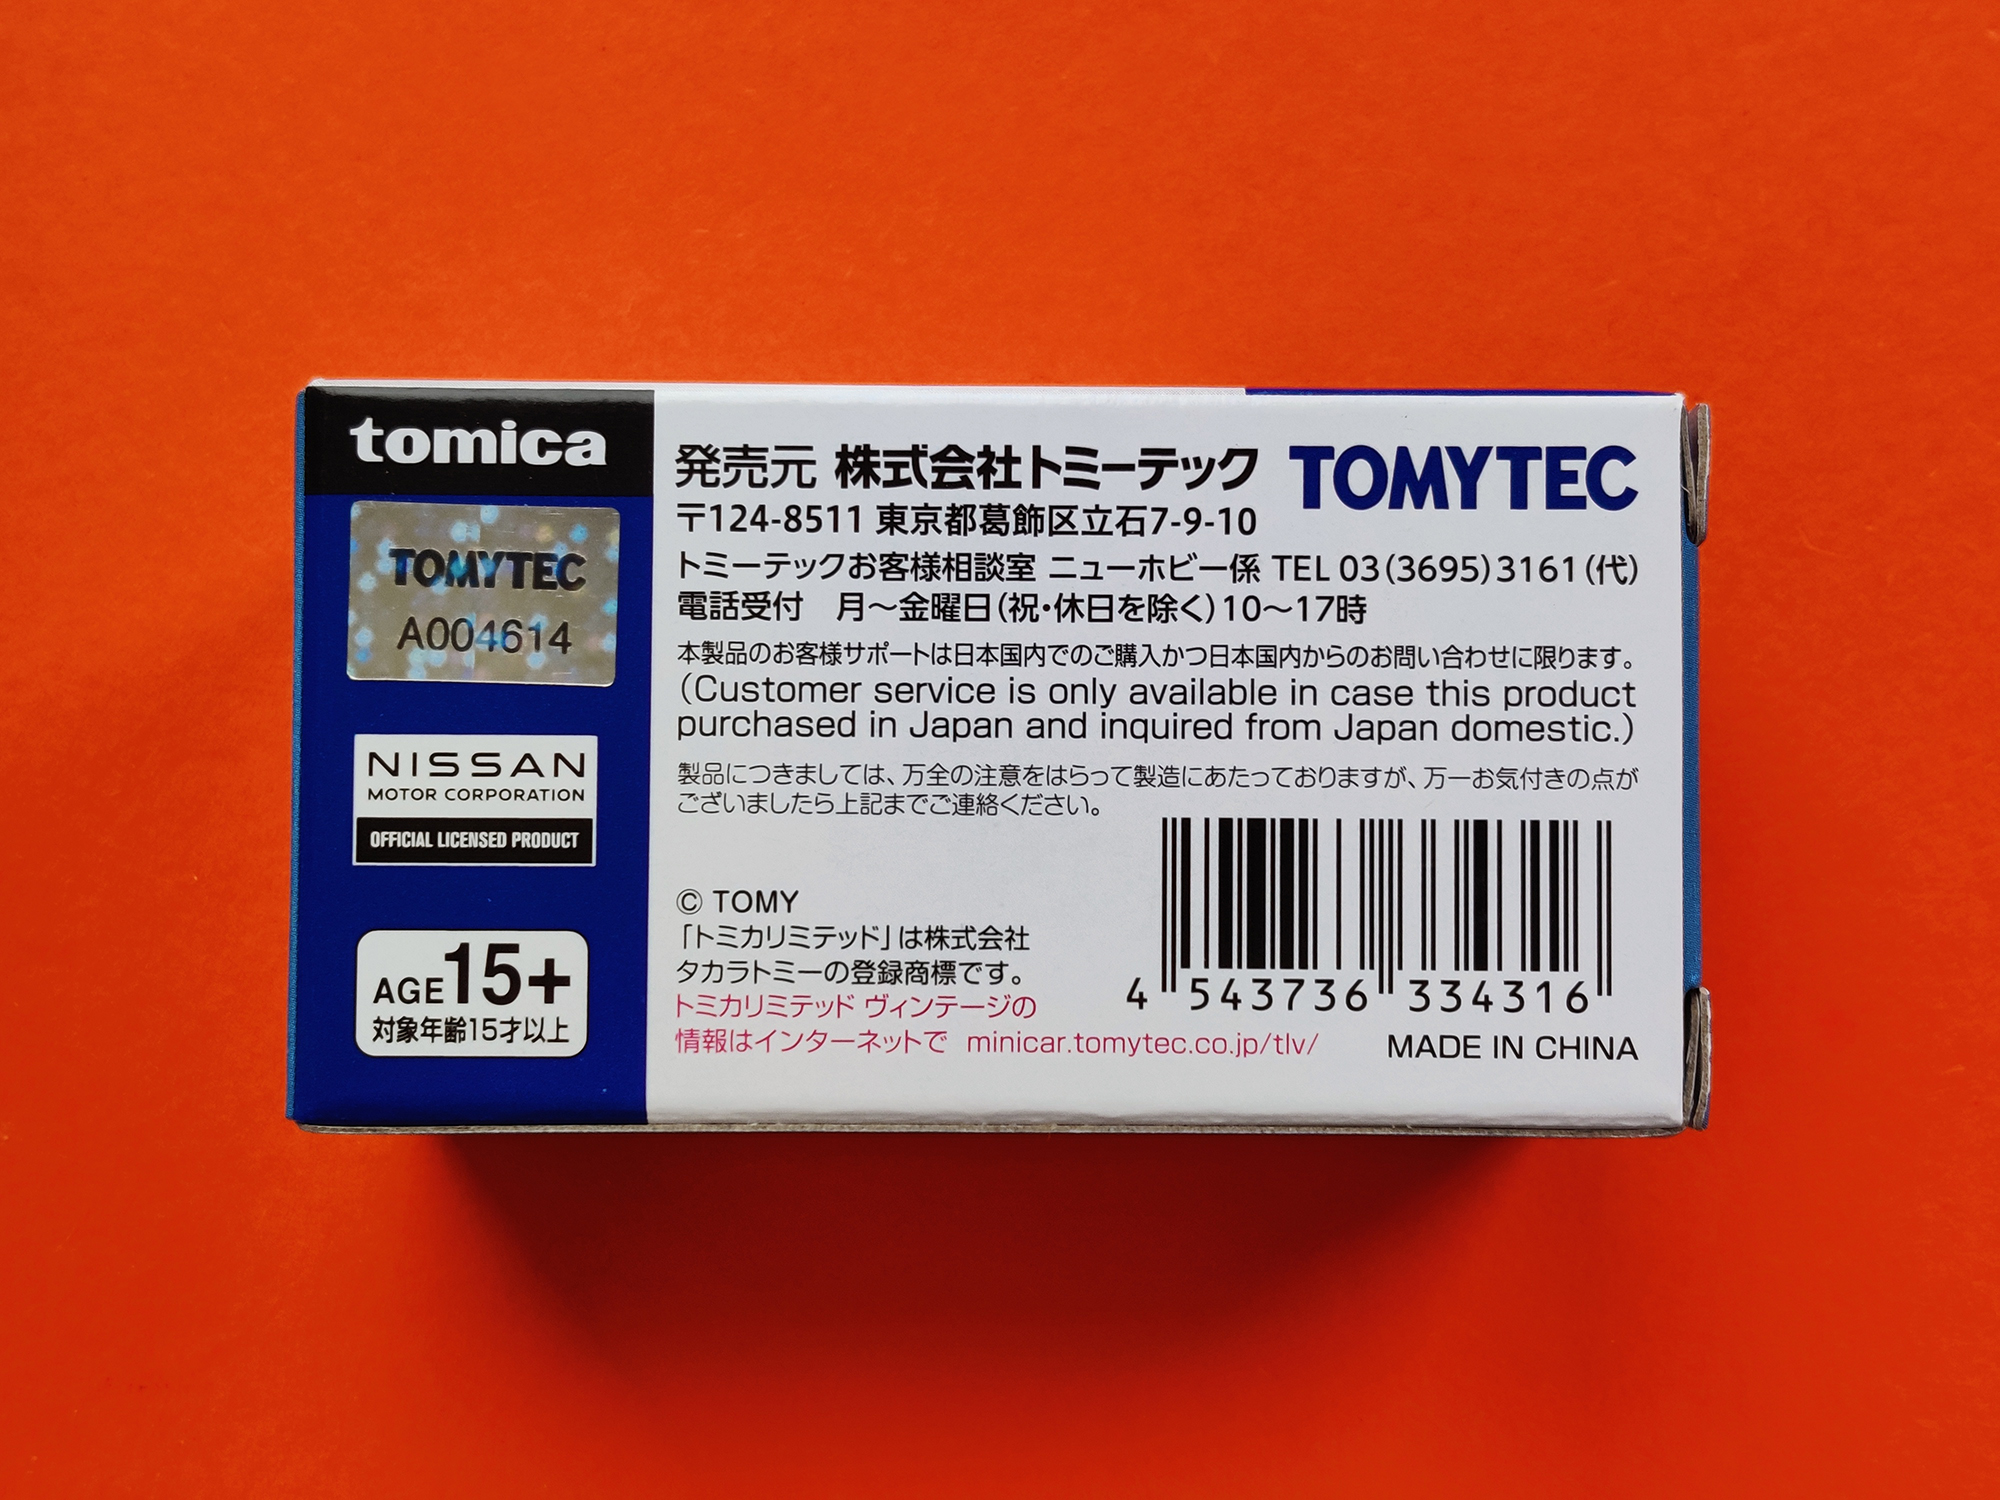 tomica
TOMYTEC
A004614
NISSAN
MOTOR CORPORATION
OFFICIAL LICENSED PRODUCT
AGE15+
対象年齢15才以上
発売元 株式会社トミーテック TOMYTEC
〒124-8511 東京都葛飾区立石7-9-10
トミーテックお客様相談室 ニューホビー係 TEL 03(3695)3161(代)
電話受付 月〜金曜日(祝・休日を除く)10〜17時
本製品のお客様サポートは日本国内でのご購入かつ日本国内からのお問い合わせに限ります。
(Customer service is only available in case this product
purchased in Japan and inquired from Japan domestic.)
製品につきましては、万全の注意をはらって製造にあたっておりますが、万一お気付きの点が
ございましたら上記までご連絡ください。
© TOMY
「トミカリミテッド」は株式会社
タカラトミーの登録商標です。
トミカリミテッド ヴィンテージの
情報はインターネットで minicar.tomytec.co.jp/tlv/
4 543736 334316
MADE IN CHINA